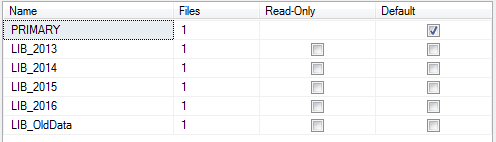 Name Files Read-Only Default
PRIMARY 1
LIB_2013 1
LIB_2014 1
LIB_2015 1
LIB_2016 1
LIB_OldData 1